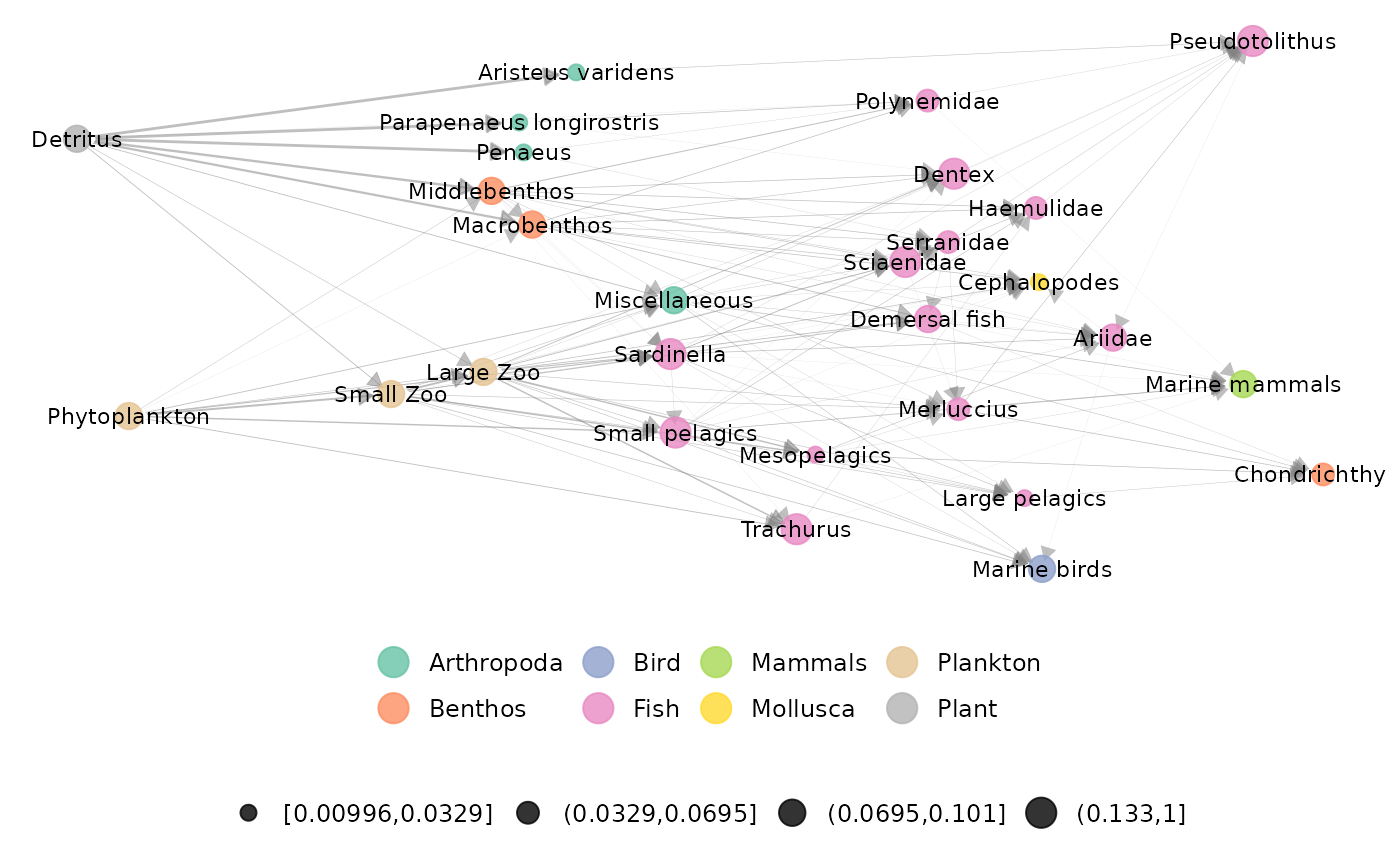 Pseudotolithus
Aristeus varidens
Polynemidae
Parapenaeus longirostris
Detritus
Penaeus
Dentex
Middlebenthos
Haemulidae
Macrobenthos
Serranidae
Sciaenidae
Cephalopodes
Miscellaneous
Demersal fish
Ariidae
Sardinella
Large Zoo
Marine mammals
Small Zoo
Merluccius
Phytoplankton
Small pelagics
Mesopelagics
Chondrichthy
Large pelagics
Trachurus
Marine birds
Arthropoda Bird Mammals Plankton
Benthos Fish Mollusca Plant
[0.00996,0.0329] (0.0329,0.0695] (0.0695,0.101] (0.133,1]